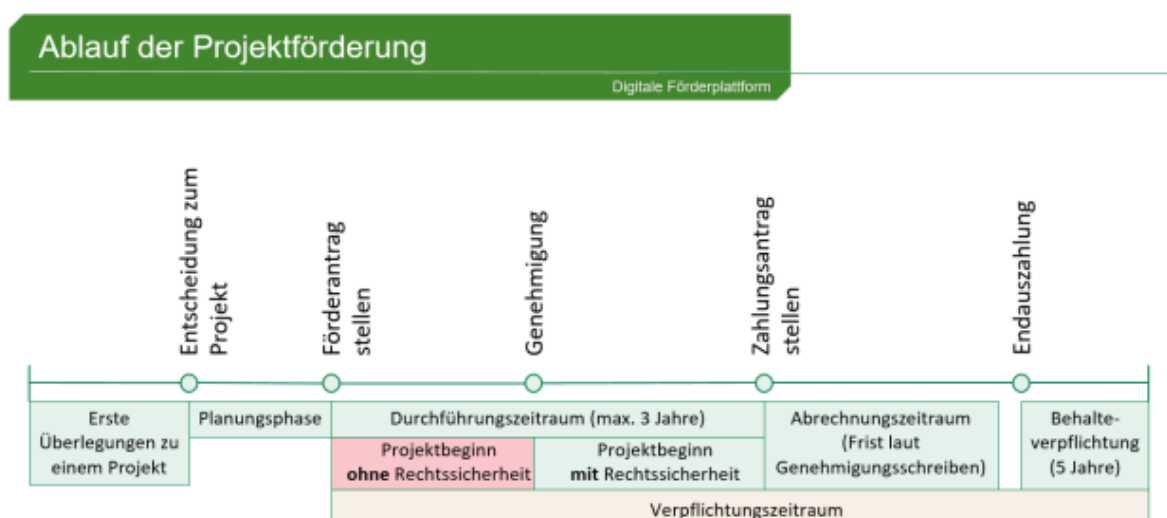 Ablauf der Projektförderung
Digitale Förderplattform
Entscheidung zum
Projekt
Förderantrag
stellen
Genehmigung
Zahlungsantrag
stellen
Endauszahlung
Erste
Überlegungen zu
einem Projekt
Planungsphase
Durchführungszeitraum (max. 3 Jahre)
Projektbeginn
ohne Rechtssicherheit
Projektbeginn
mit Rechtssicherheit
Abrechnungszeitraum
(Frist laut
Genehmigungsschreiben)
Behalte-
verpflichtung
(5 Jahre)
Verpflichtungszeitraum